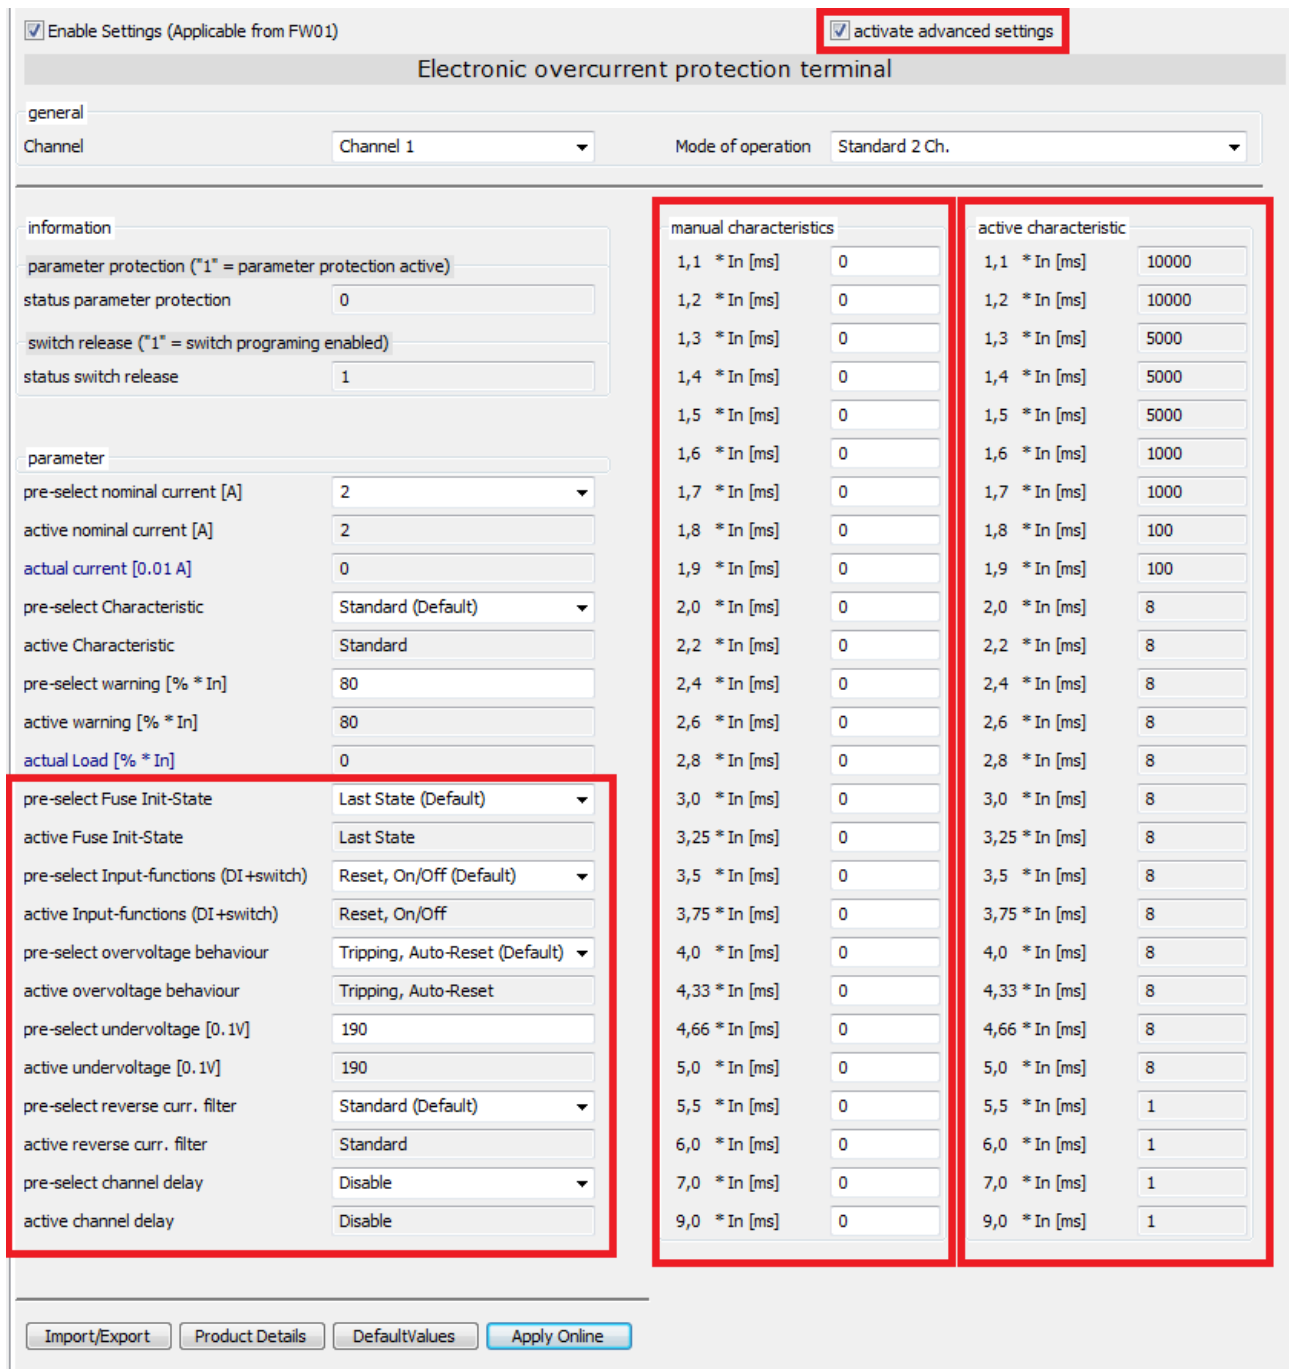 Enable Settings (Applicable from FW01)
activate advanced settings
Electronic overcurrent protection terminal
general
Channel
Channel 1
Mode of operation
Standard 2 Ch.
information
parameter protection ("1" = parameter protection active)
status parameter protection
0
switch release ("1" = switch programing enabled)
status switch release
1
parameter
pre-select nominal current [A]
2
active nominal current [A]
2
actual current [0.01 A]
0
pre-select Characteristic
Standard (Default)
active Characteristic
Standard
pre-select warning [% * In]
80
active warning [% * In]
80
actual Load [% * In]
0
pre-select Fuse Init-State
Last State (Default)
active Fuse Init-State
Last State
pre-select Input-functions (DI+switch)
Reset, On/Off (Default)
active Input-functions (DI+switch)
Reset, On/Off
pre-select overvoltage behaviour
Tripping, Auto-Reset (Default)
active overvoltage behaviour
Tripping, Auto-Reset
pre-select undervoltage [0.1V]
190
active undervoltage [0.1V]
190
pre-select reverse curr. filter
Standard (Default)
active reverse curr. filter
Standard
pre-select channel delay
Disable
active channel delay
Disable
manual characteristics
1,1 * In [ms] 0
1,2 * In [ms] 0
1,3 * In [ms] 0
1,4 * In [ms] 0
1,5 * In [ms] 0
1,6 * In [ms] 0
1,7 * In [ms] 0
1,8 * In [ms] 0
1,9 * In [ms] 0
2,0 * In [ms] 0
2,2 * In [ms] 0
2,4 * In [ms] 0
2,6 * In [ms] 0
2,8 * In [ms] 0
3,0 * In [ms] 0
3,25 * In [ms] 0
3,5 * In [ms] 0
3,75 * In [ms] 0
4,0 * In [ms] 0
4,33 * In [ms] 0
4,66 * In [ms] 0
5,0 * In [ms] 0
5,5 * In [ms] 0
6,0 * In [ms] 0
7,0 * In [ms] 0
9,0 * In [ms] 0
active characteristic
1,1 * In [ms] 10000
1,2 * In [ms] 10000
1,3 * In [ms] 5000
1,4 * In [ms] 5000
1,5 * In [ms] 5000
1,6 * In [ms] 1000
1,7 * In [ms] 1000
1,8 * In [ms] 100
1,9 * In [ms] 100
2,0 * In [ms] 8
2,2 * In [ms] 8
2,4 * In [ms] 8
2,6 * In [ms] 8
2,8 * In [ms] 8
3,0 * In [ms] 8
3,25 * In [ms] 8
3,5 * In [ms] 8
3,75 * In [ms] 8
4,0 * In [ms] 8
4,33 * In [ms] 8
4,66 * In [ms] 8
5,0 * In [ms] 8
5,5 * In [ms] 1
6,0 * In [ms] 1
7,0 * In [ms] 1
9,0 * In [ms] 1
Import/Export
Product Details
DefaultValues
Apply Online